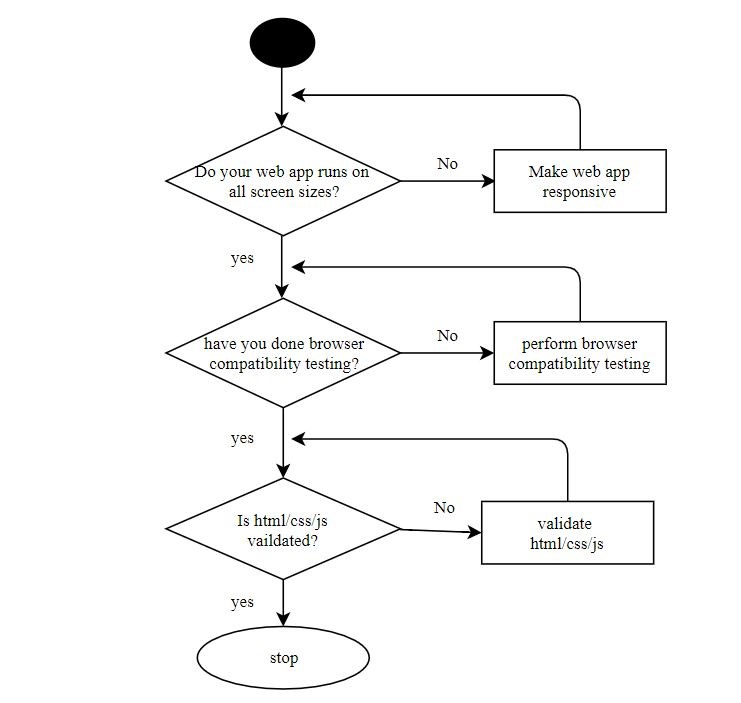 Do your web app runs on
all screen sizes?
No
Make web app
responsive
yes
have you done browser
compatibility testing?
No
perform browser
compatibility testing
yes
Is html/css/js
vaildated?
No
validate
html/css/js
yes
stop